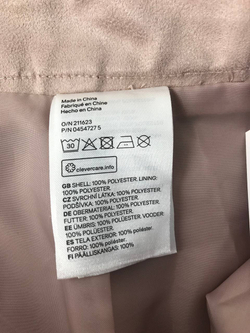 Made in China
Fabriqué en Chine
Hecho en China
O/N 211623
P/N 0454727 5
30
clevercare.info
GB SHELL: 100% POLYESTER. LINING:
100% POLYESTER.
CZ SVRCHNÍ LÁTKA: 100% POLYESTER.
PODŠÍVKA: 100% POLYESTER.
DE OBERMATERIAL: 100% POLYESTER.
FUTTER: 100% POLYESTER.
EE ÜMBRIS: 100% POLÜESTER. VOODER:
100% POLÜESTER.
ES TELA EXTERIOR: 100% poliéster.
FORRO: 100% poliéster.
FI PÄÄLLISKANGAS: 100%